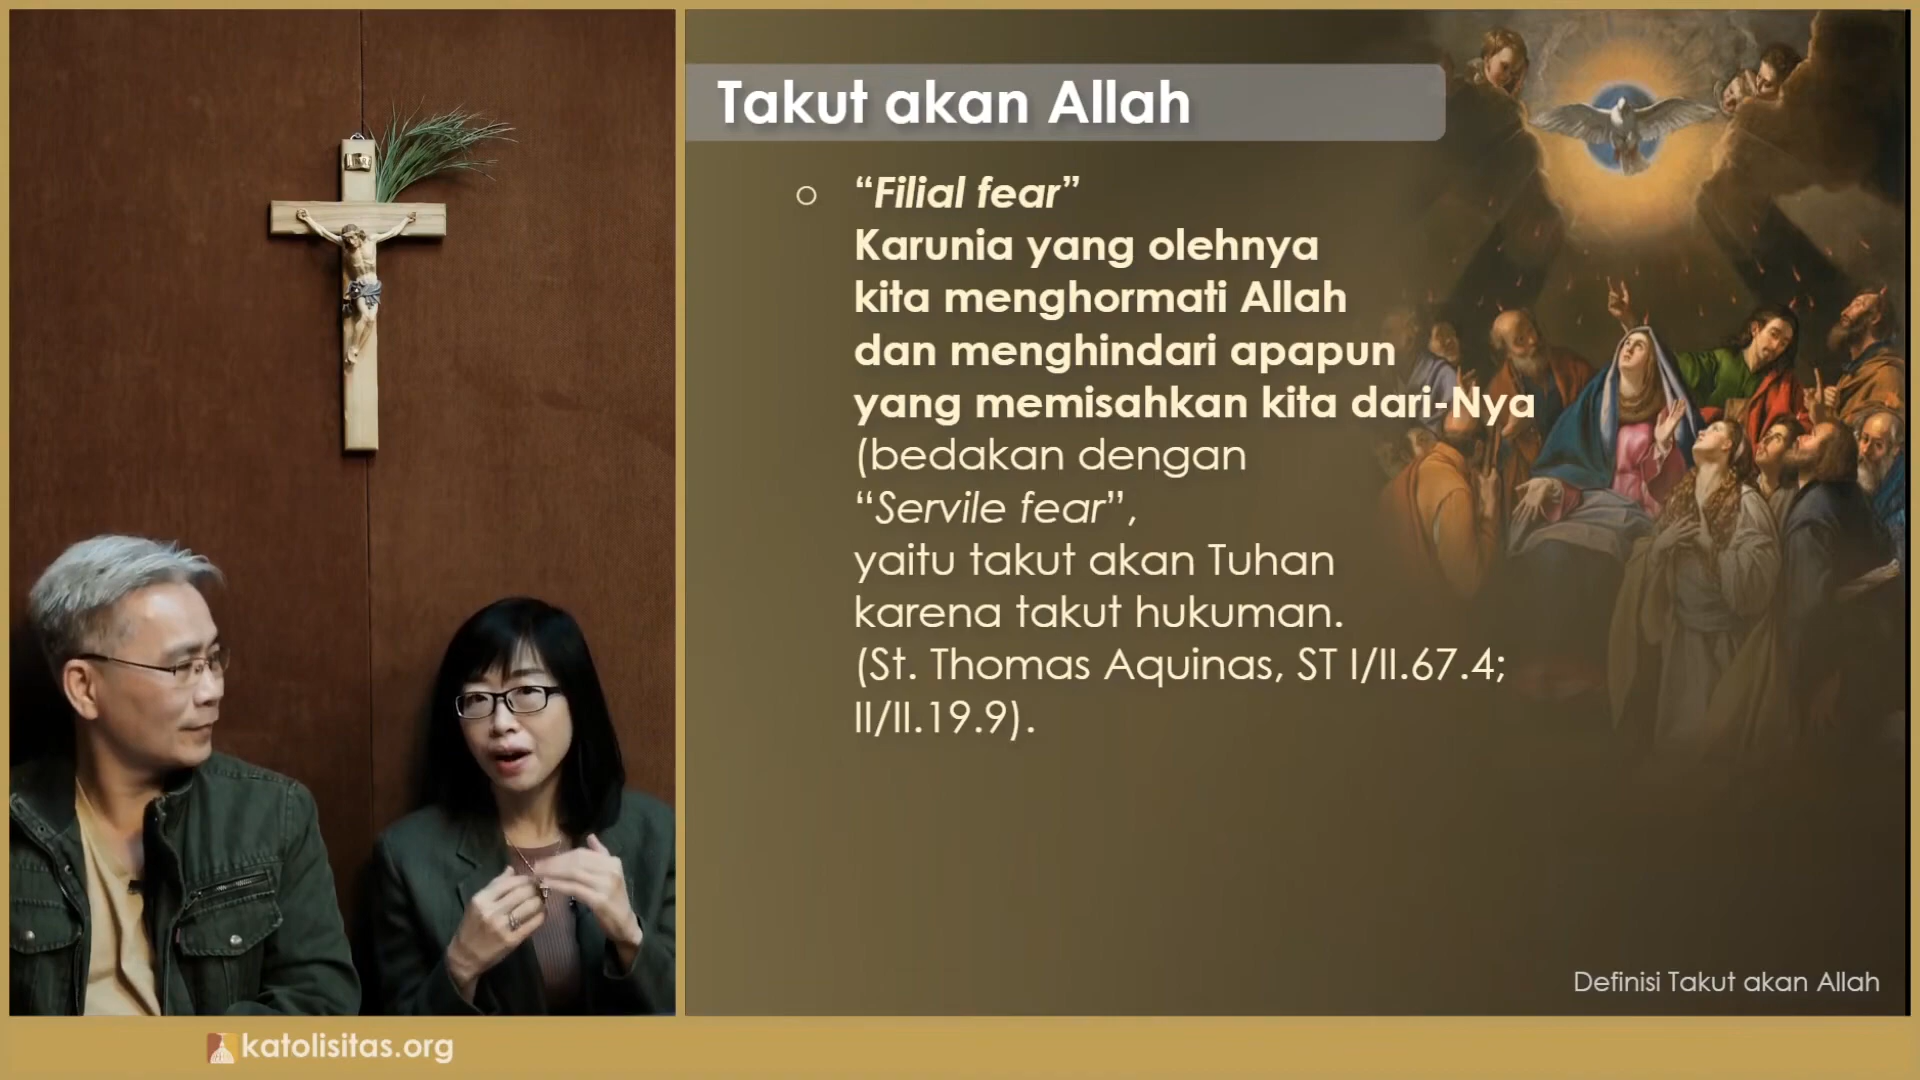 Takut akan Allah
“Filial fear”
Karunia yang olehnya
kita menghormati Allah
dan menghindari apapun
yang memisahkan kita dari-Nya
(bedakan dengan
“Servile fear”,
yaitu takut akan Tuhan
karena takut hukuman.
(St. Thomas Aquinas, ST I/II.67.4;
II/II.19.9).
Definisi Takut akan Allah
katolisitas.org